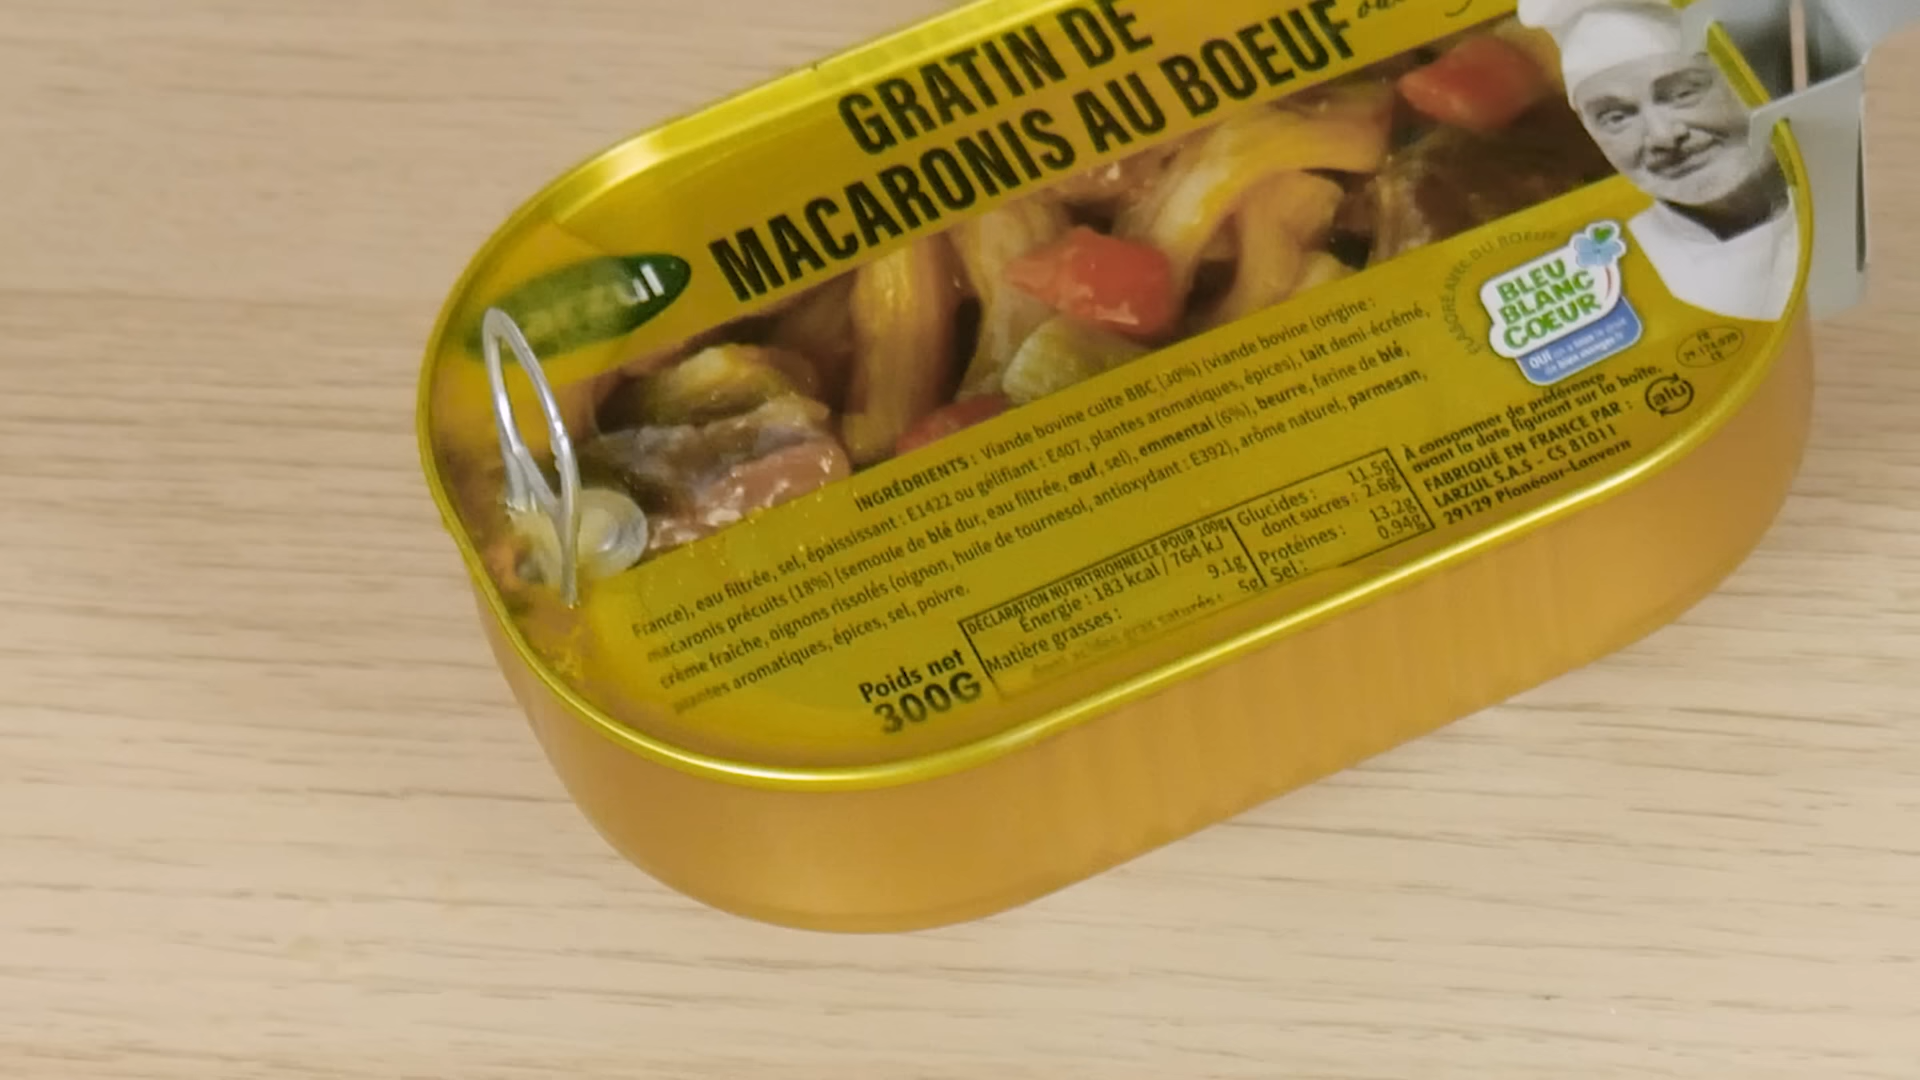 GRATIN DE
MACARONIS AU BOEUF
BLEU
BLANC
COEUR
INGRÉDIENTS : Viande bovine cuite BBC (30%) (viande bovine (origine :
France), eau filtrée, sel, épaississant : E1422 ou gélifiant : E407, plantes aromatiques, épices), lait demi-écrémé,
macaronis précuits (18%) (semoule de blé dur, eau filtrée, œuf, sel), emmental (6%), beurre, farine de blé,
crème fraîche, oignons rissolés (oignon, huile de tournesol, antioxydant : E392), arôme naturel, parmesan,
plantes aromatiques, épices, sel, poivre.
Poids net
300G
DÉCLARATION NUTRITRIONNELLE POUR 100g
Énergie : 183 kcal / 764 kJ
Matière grasses : 9.1g
dont acides gras saturés : 5g
Glucides : 11.5g
dont sucres : 2.6g
Protéines : 13.2g
Sel : 0.94g
À consommer de préférence
avant la date figurant sur la boîte.
FABRIQUÉ EN FRANCE PAR :
LARZUL S.A.S - CS 81011
29129 Plonéour-Lanvern
alu